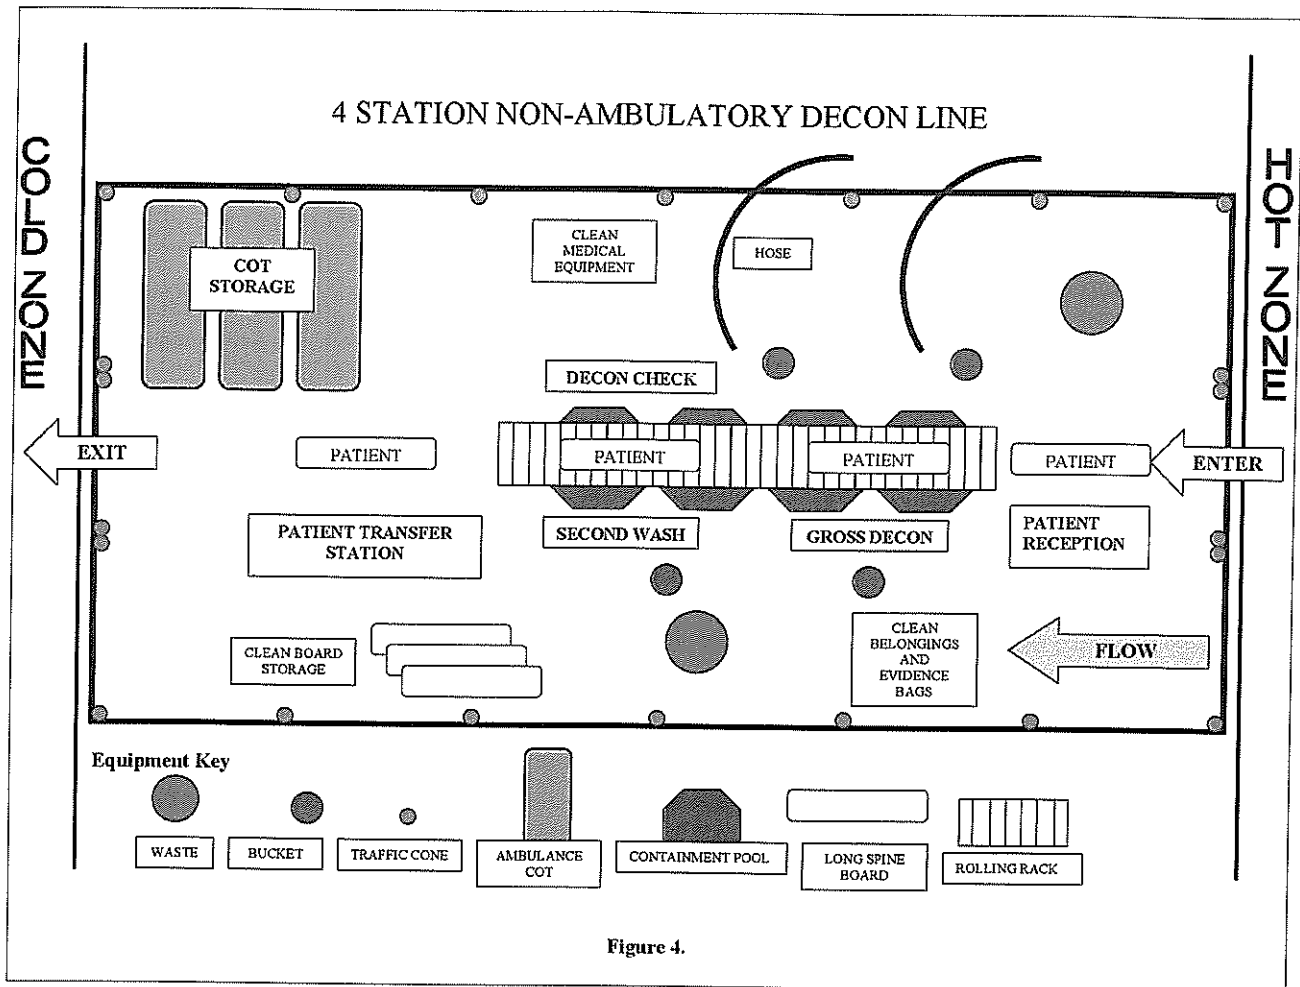 4 STATION NON-AMBULATORY DECON LINE
COLD ZONE
HOT ZONE
COT
STORAGE
CLEAN
MEDICAL
EQUIPMENT
HOSE
DECON CHECK
EXIT
PATIENT
PATIENT
PATIENT
PATIENT
ENTER
PATIENT TRANSFER
STATION
SECOND WASH
GROSS DECON
PATIENT
RECEPTION
CLEAN BOARD
STORAGE
CLEAN
BELONGINGS
AND
EVIDENCE
BAGS
FLOW
Equipment Key
WASTE
BUCKET
TRAFFIC CONE
AMBULANCE
COT
CONTAINMENT POOL
LONG SPINE
BOARD
ROLLING RACK
Figure 4.